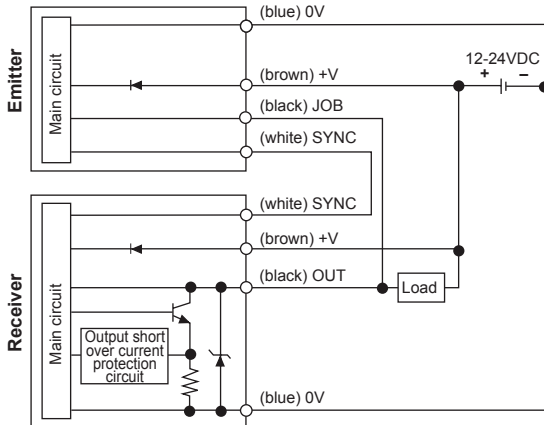 Emitter
Main circuit
(blue) 0V
(brown) +V
(black) JOB
(white) SYNC
12-24VDC
+ −
Receiver
Main circuit
(white) SYNC
(brown) +V
(black) OUT
Load
Output short
over current
protection
circuit
(blue) 0V